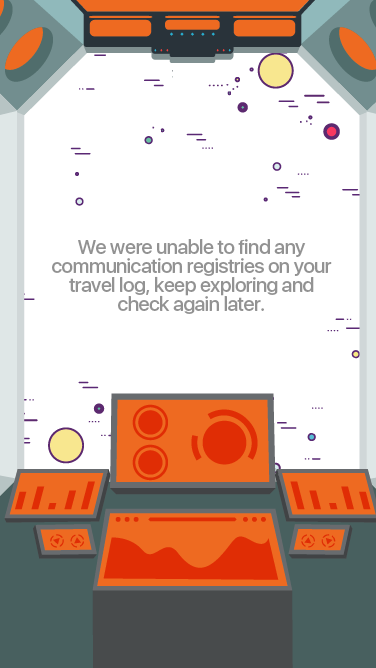 We were unable to find any
communication registries on your
travel log, keep exploring and
check again later.